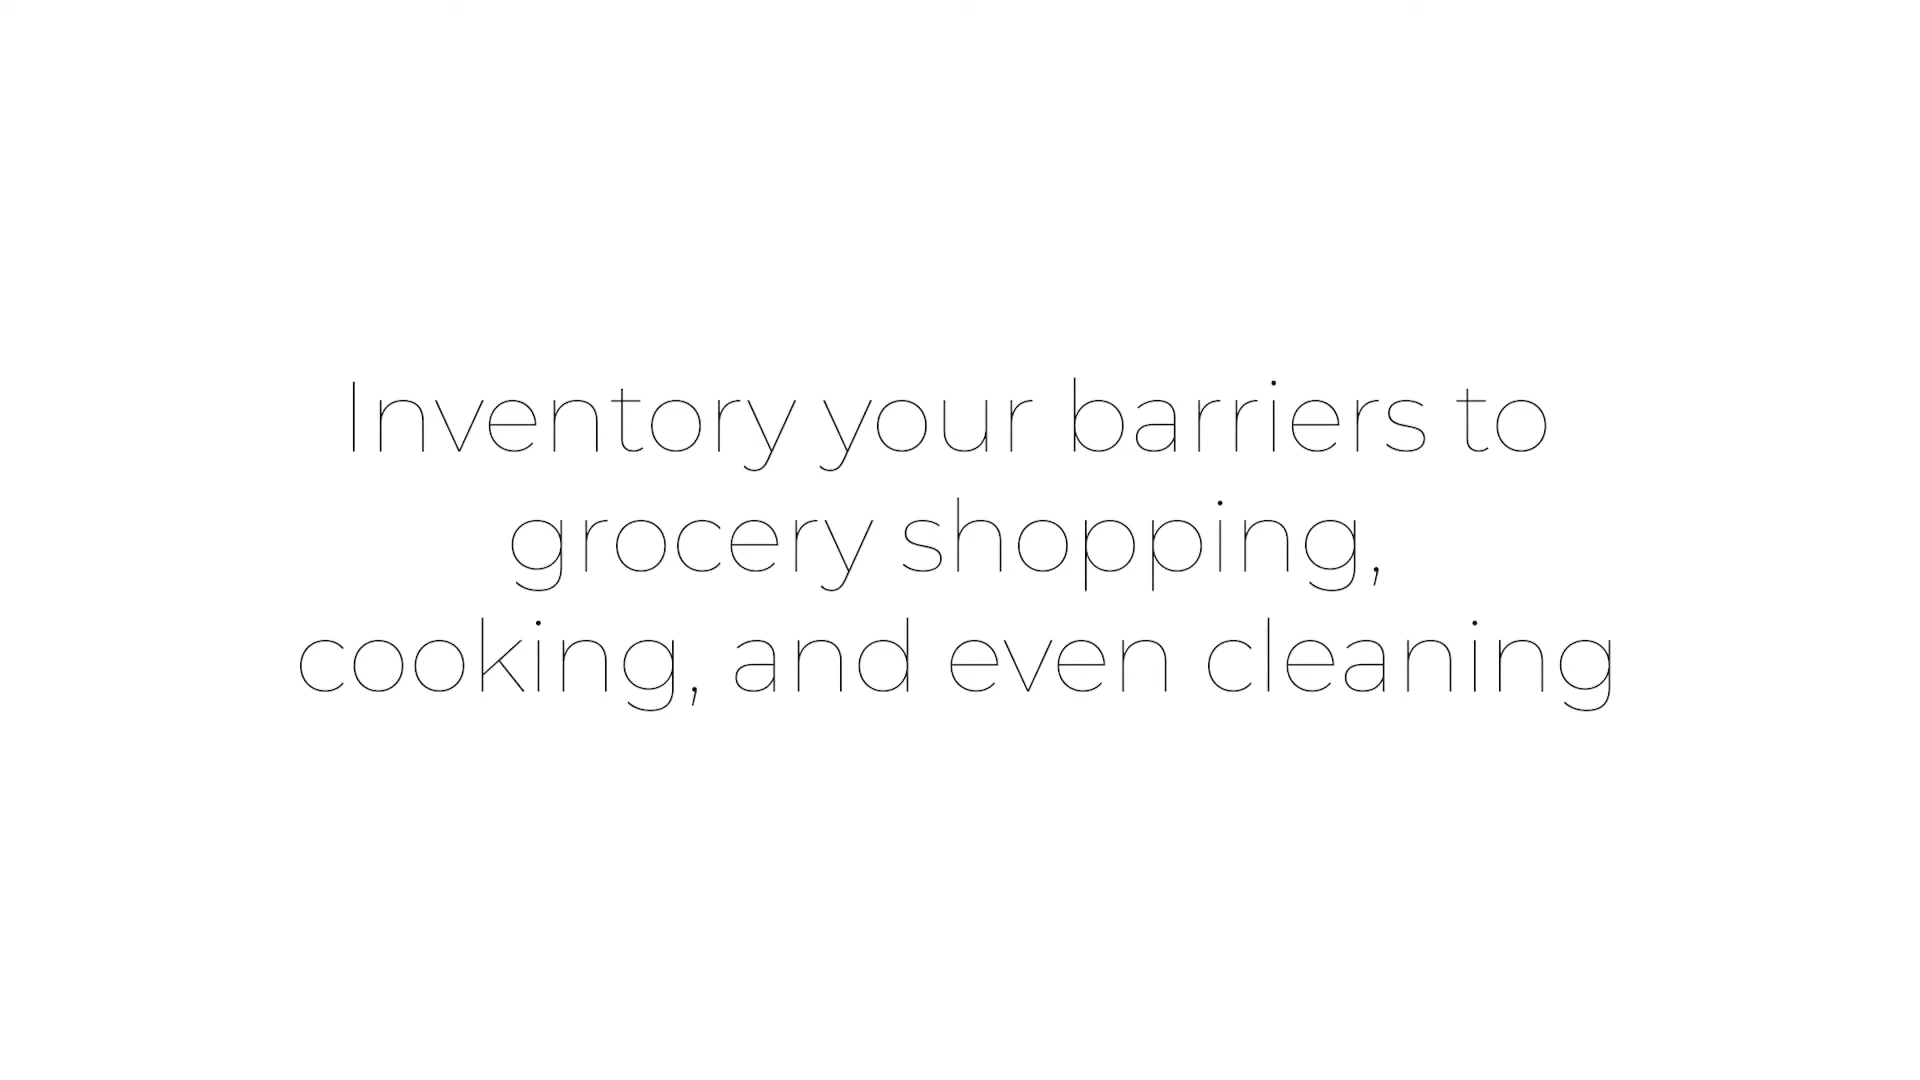 Inventory your barriers to
grocery shopping,
cooking, and even cleaning